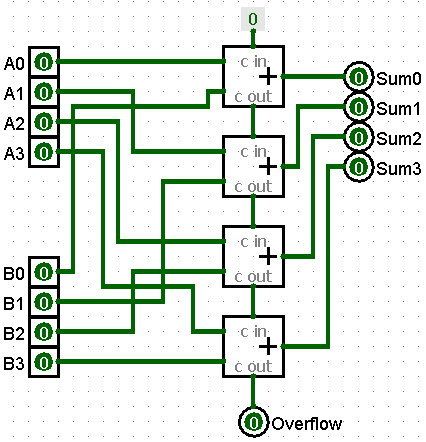 0
A0 0 c in + 0 Sum0
A1 0 c out 0 Sum1
A2 0 c in + 0 Sum2
A3 0 c out 0 Sum3
c in +
B0 0 c out
B1 0
B2 0 c in +
B3 0 c out
0 Overflow